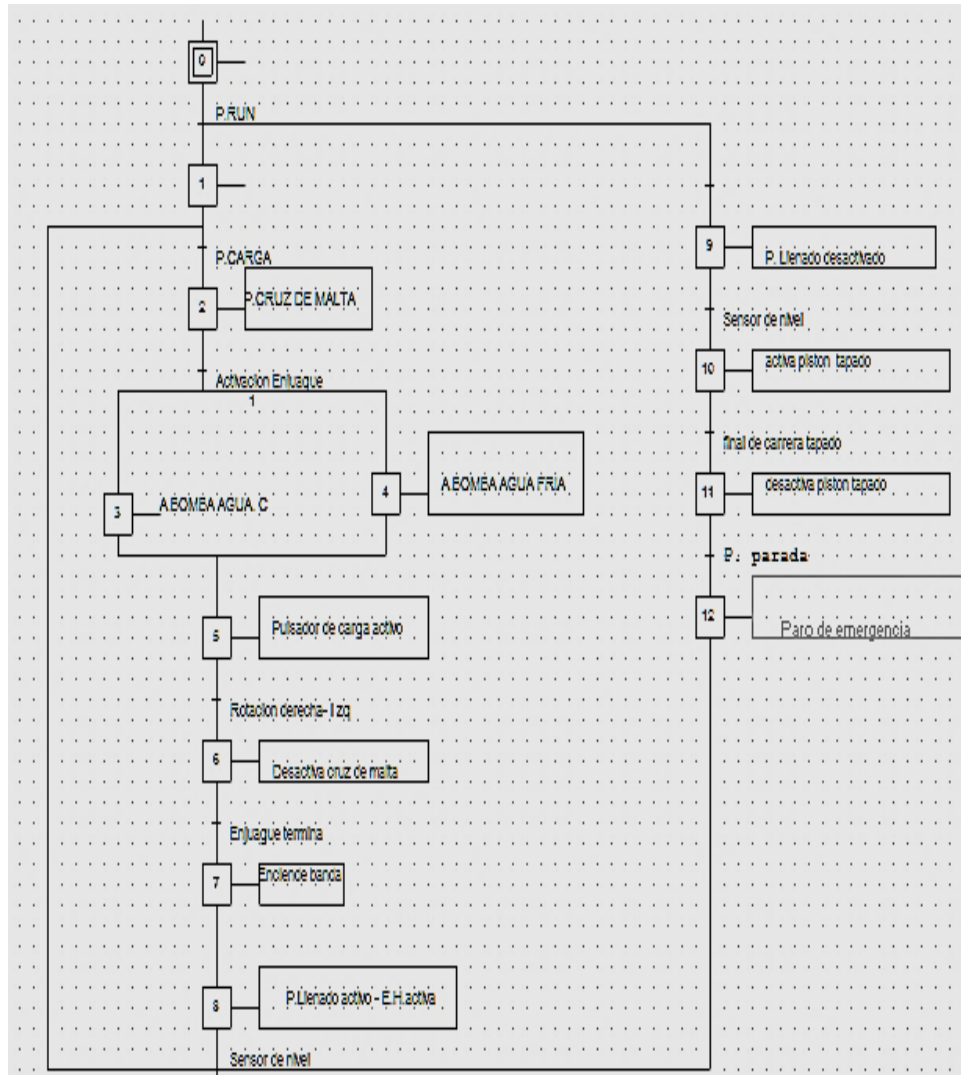 0
P.RUN
1
P.CARGA
2
P.CRUZ DE MALTA
Activacion Enjuague
1
3
A.BOMBA AGUA. C
4
A.BOMBA AGUA FRIA
5
Pulsador de carga activo
Rotacion derecha- Izq
6
Desactiva cruz de malta
Enjuague termina
7
Enciende banda
8
P.Llenado activo - E.H.activa
Sensor de nivel
9
P. Llenado desactivado
Sensor de nivel
10
activa piston tapado
final de carrera tapado
11
desactiva piston tapado
P. parada
12
Paro de emergencia